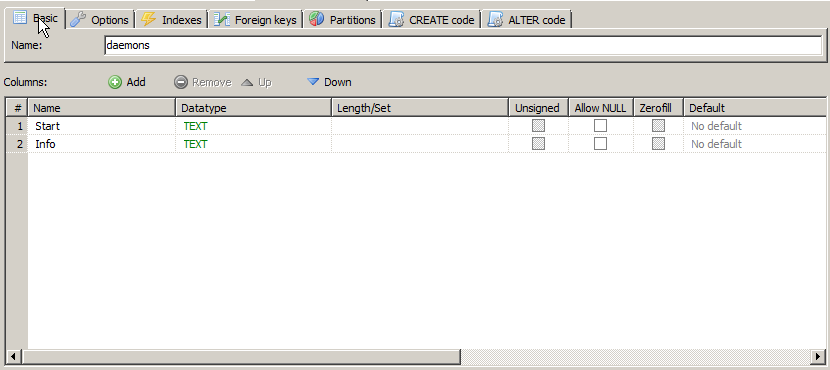 Basic Options Indexes Foreign keys Partitions CREATE code ALTER code
Name: daemons
Columns: Add Remove Up Down
# Name Datatype Length/Set Unsigned Allow NULL Zerofill Default
1 Start TEXT No default
2 Info TEXT No default